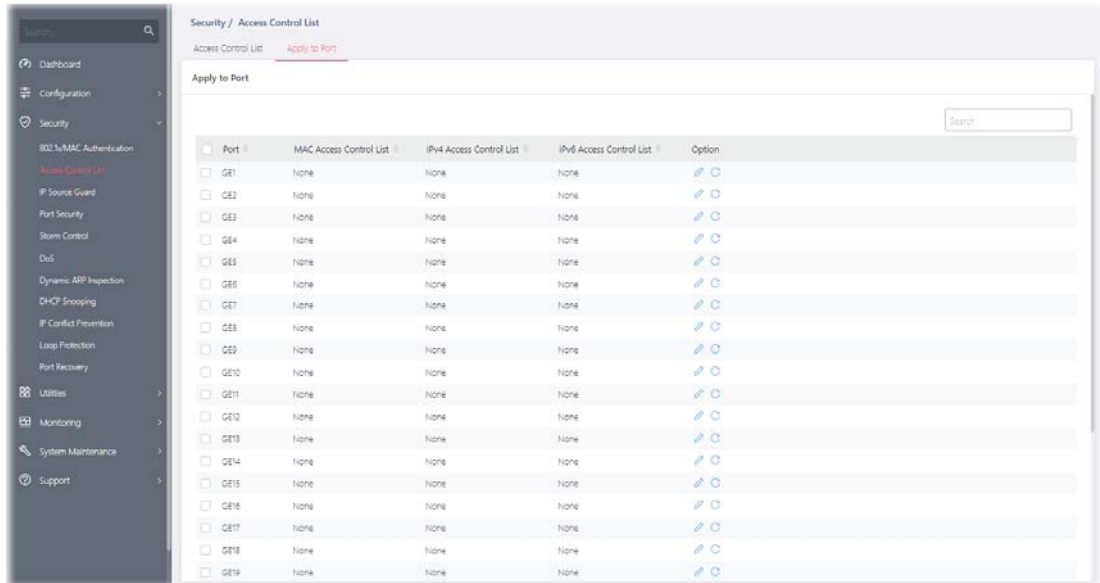 Search...
Dashboard
Configuration
Security
802.1x/MAC Authentication
Access Control List
IP Source Guard
Port Security
Storm Control
DoS
Dynamic ARP Inspection
DHCP Snooping
IP Conflict Prevention
Loop Protection
Port Recovery
Utilities
Monitoring
System Maintenance
Support
Security / Access Control List
Access Control List Apply to Port
Apply to Port
Search
Port MAC Access Control List IPv4 Access Control List IPv6 Access Control List Option
GE1 None None None
GE2 None None None
GE3 None None None
GE4 None None None
GE5 None None None
GE6 None None None
GE7 None None None
GE8 None None None
GE9 None None None
GE10 None None None
GE11 None None None
GE12 None None None
GE13 None None None
GE14 None None None
GE15 None None None
GE16 None None None
GE17 None None None
GE18 None None None
GE19 None None None